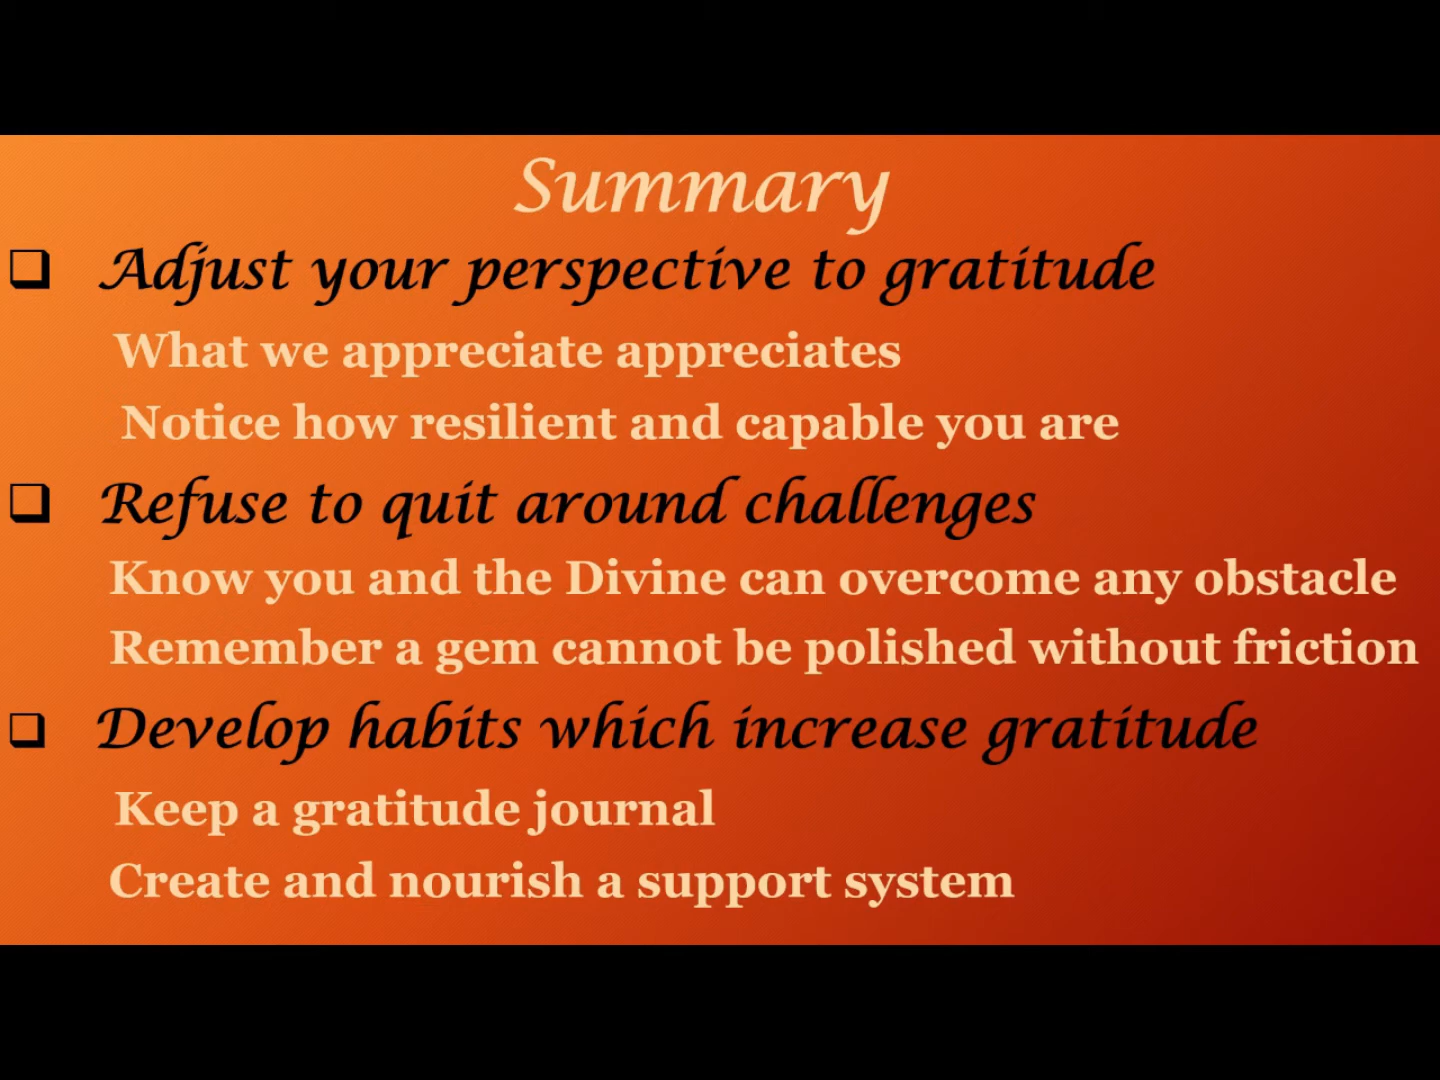 Summary
❑ Adjust your perspective to gratitude
What we appreciate appreciates
Notice how resilient and capable you are
❑ Refuse to quit around challenges
Know you and the Divine can overcome any obstacle
Remember a gem cannot be polished without friction
❑ Develop habits which increase gratitude
Keep a gratitude journal
Create and nourish a support system